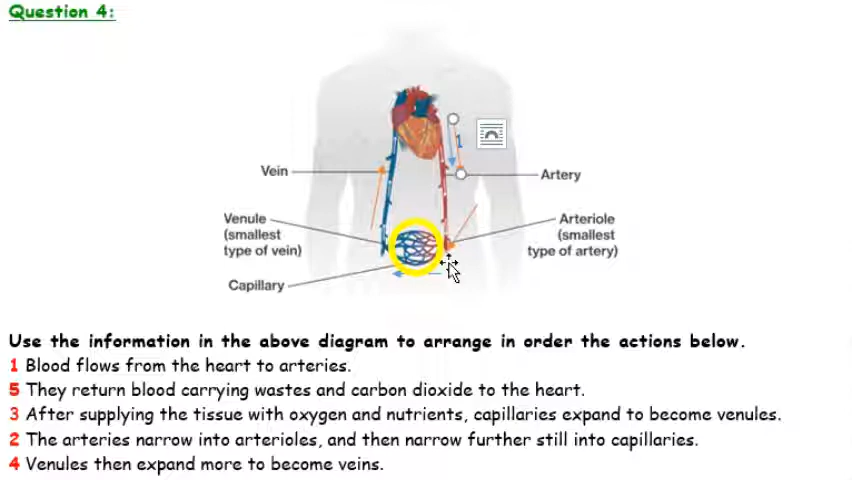 Question 4:
1
Vein
Artery
Venule
(smallest
type of vein)
Arteriole
(smallest
type of artery)
Capillary
Use the information in the above diagram to arrange in order the actions below.
1 Blood flows from the heart to arteries.
5 They return blood carrying wastes and carbon dioxide to the heart.
3 After supplying the tissue with oxygen and nutrients, capillaries expand to become venules.
2 The arteries narrow into arterioles, and then narrow further still into capillaries.
4 Venules then expand more to become veins.